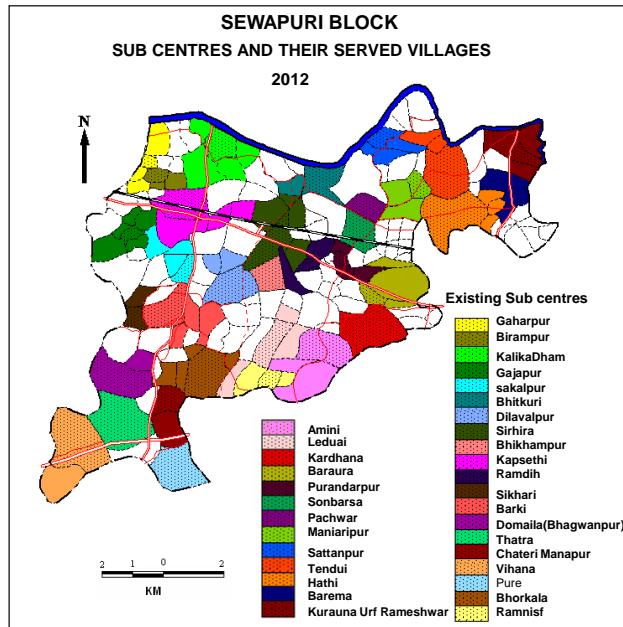 SEWAPURI BLOCK
SUB CENTRES AND THEIR SERVED VILLAGES
2012
N
Existing Sub centres
Gaharpur
Birampur
KalikaDham
Gajapur
sakalpur
Bhitkuri
Dilavalpur
Sirhira
Bhikhampur
Kapsethi
Ramdih
Sikhari
Barki
Domaila(Bhagwanpur)
Thatra
Chateri Manapur
Vihana
Pure
Bhorkala
Ramnisf
Amini
Leduai
Kardhana
Baraura
Purandarpur
Sonbarsa
Pachwar
Maniaripur
Sattanpur
Tendui
Hathi
Barema
Kurauna Urf Rameshwar
2 1 0 2
KM